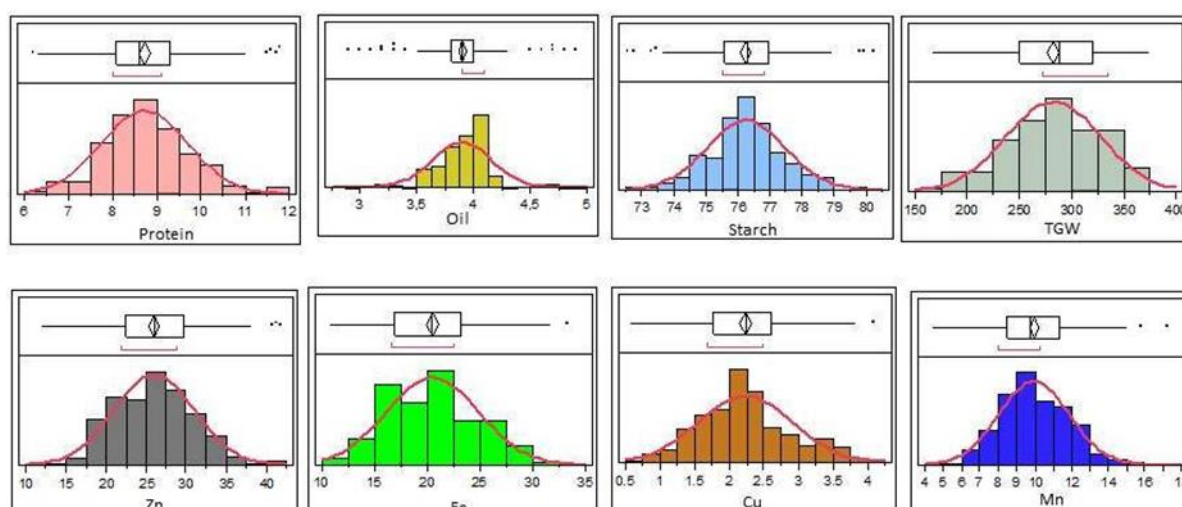 6 7 8 9 10 11 12
Protein
3 3,5 4 4,5 5
Oil
73 74 75 76 77 78 79 80
Starch
150 200 250 300 350 400
TGW
10 15 20 25 30 35 40
Zn
10 15 20 25 30 35
Fe
0.5 1 1.5 2 2.5 3 3.5 4
Cu
4 5 6 7 8 9 10 12 14 16 18
Mn